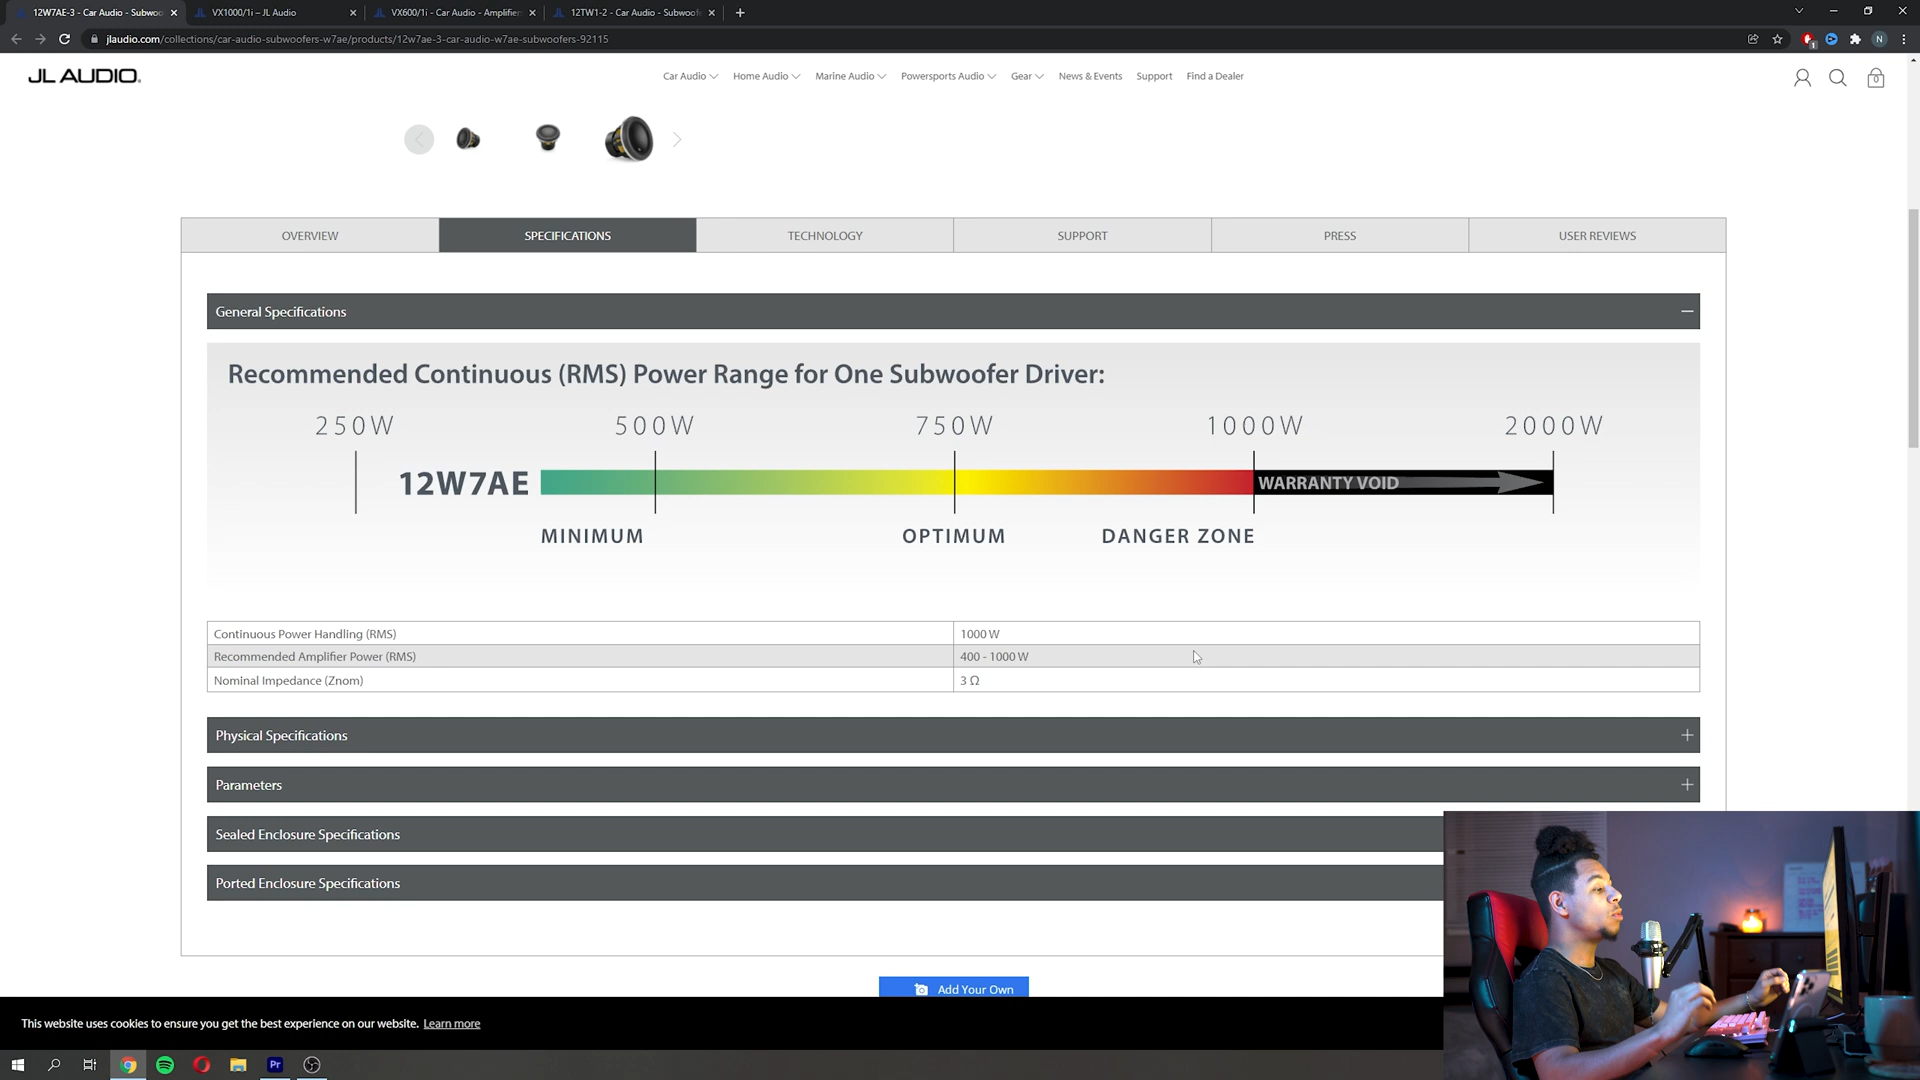 12W7AE-3 - Car Audio - Subwoo
VX1000/1i – JL Audio
VX600/1i - Car Audio - Amplifier
12TW1-2 - Car Audio - Subwoofe
jlaudio.com/collections/car-audio-subwoofers-w7ae/products/12w7ae-3-car-audio-w7ae-subwoofers-92115
1
N
JL AUDIO
Car Audio
Home Audio
Marine Audio
Powersports Audio
Gear
News & Events
Support
Find a Dealer
0
OVERVIEW
SPECIFICATIONS
TECHNOLOGY
SUPPORT
PRESS
USER REVIEWS
General Specifications
Recommended Continuous (RMS) Power Range for One Subwoofer Driver:
250W 500W 750W 1000W 2000W
12W7AE
WARRANTY VOID
MINIMUM OPTIMUM DANGER ZONE
Continuous Power Handling (RMS) 1000 W
Recommended Amplifier Power (RMS) 400 - 1000 W
Nominal Impedance (Znom) 3 Ω
Physical Specifications
Parameters
Sealed Enclosure Specifications
Ported Enclosure Specifications
Add Your Own
This website uses cookies to ensure you get the best experience on our website. Learn more
Pr